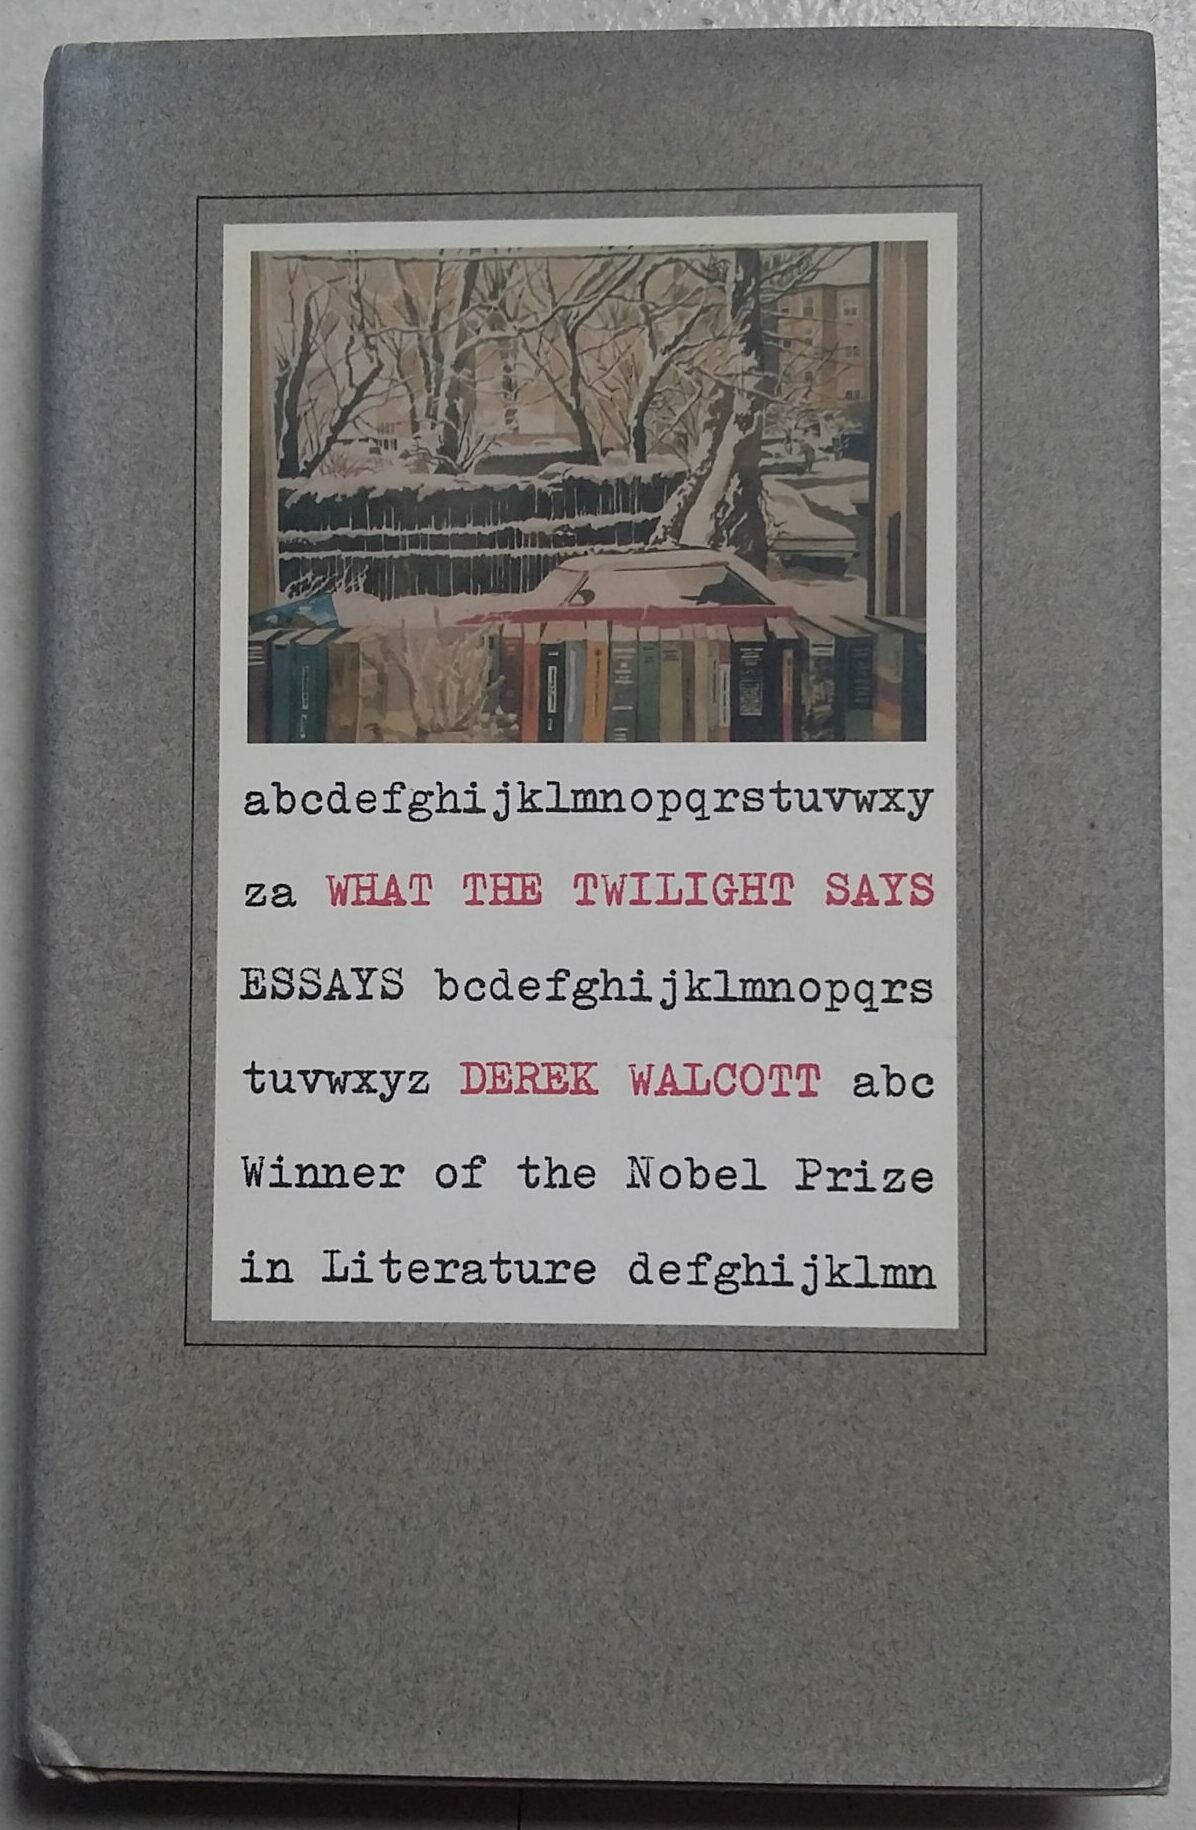 abcdefghijklmnopqrstuvwxy
za WHAT THE TWILIGHT SAYS
ESSAYS bcdefghijklmnopqrs
tuvwxyz DEREK WALCOTT abc
Winner of the Nobel Prize
in Literature defghijklmn